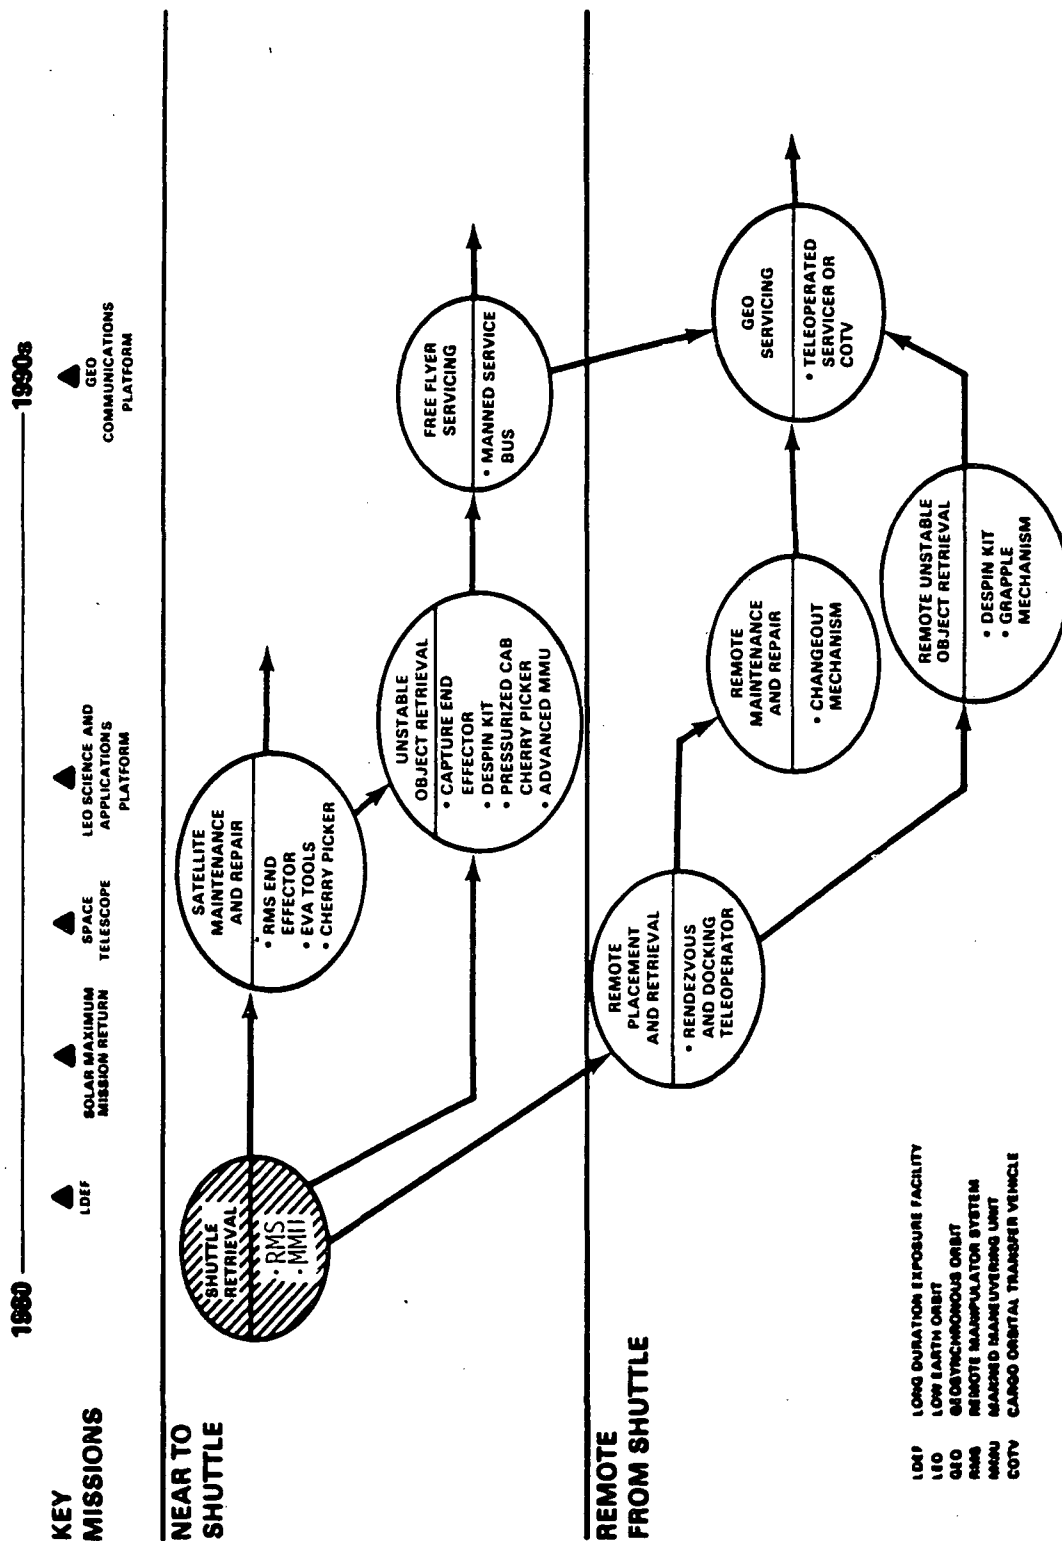 1980
1990s
KEY
MISSIONS
LDEF
SOLAR MAXIMUM
MISSION RETURN
SPACE
TELESCOPE
LEO SCIENCE AND
APPLICATIONS
PLATFORM
GEO
COMMUNICATIONS
PLATFORM
NEAR TO
SHUTTLE
SHUTTLE
RETRIEVAL
• RMS
• MMU
SATELLITE
MAINTENANCE
AND REPAIR
• RMS END
EFFECTOR
• EVA TOOLS
• CHERRY PICKER
UNSTABLE
OBJECT RETRIEVAL
• CAPTURE END
EFFECTOR
• DESPIN KIT
• PRESSURIZED CAB
CHERRY PICKER
• ADVANCED MMU
FREE FLYER
SERVICING
• MANNED SERVICE
BUS
REMOTE
FROM SHUTTLE
REMOTE
PLACEMENT
AND RETRIEVAL
• RENDEZVOUS
AND DOCKING
TELEOPERATOR
REMOTE
MAINTENANCE
AND REPAIR
• CHANGEOUT
MECHANISM
REMOTE UNSTABLE
OBJECT RETRIEVAL
• DESPIN KIT
• GRAPPLE
MECHANISM
GEO
SERVICING
• TELEOPERATED
SERVICER OR
COTV
LDEF LONG DURATION EXPOSURE FACILITY
LEO LOW EARTH ORBIT
GEO GEOSYNCHRONOUS ORBIT
RMS REMOTE MANIPULATOR SYSTEM
MMU MANNED MANEUVERING UNIT
COTV CARGO ORBITAL TRANSFER VEHICLE